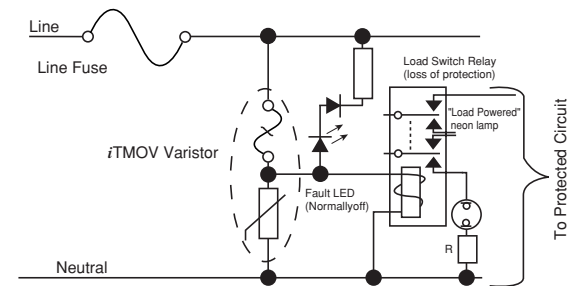 Line
Line Fuse
Load Switch Relay
(loss of protection)
"Load Powered"
neon lamp
iTMOV Varistor
Fault LED
(Normallyoff)
R
Neutral
To Protected Circuit